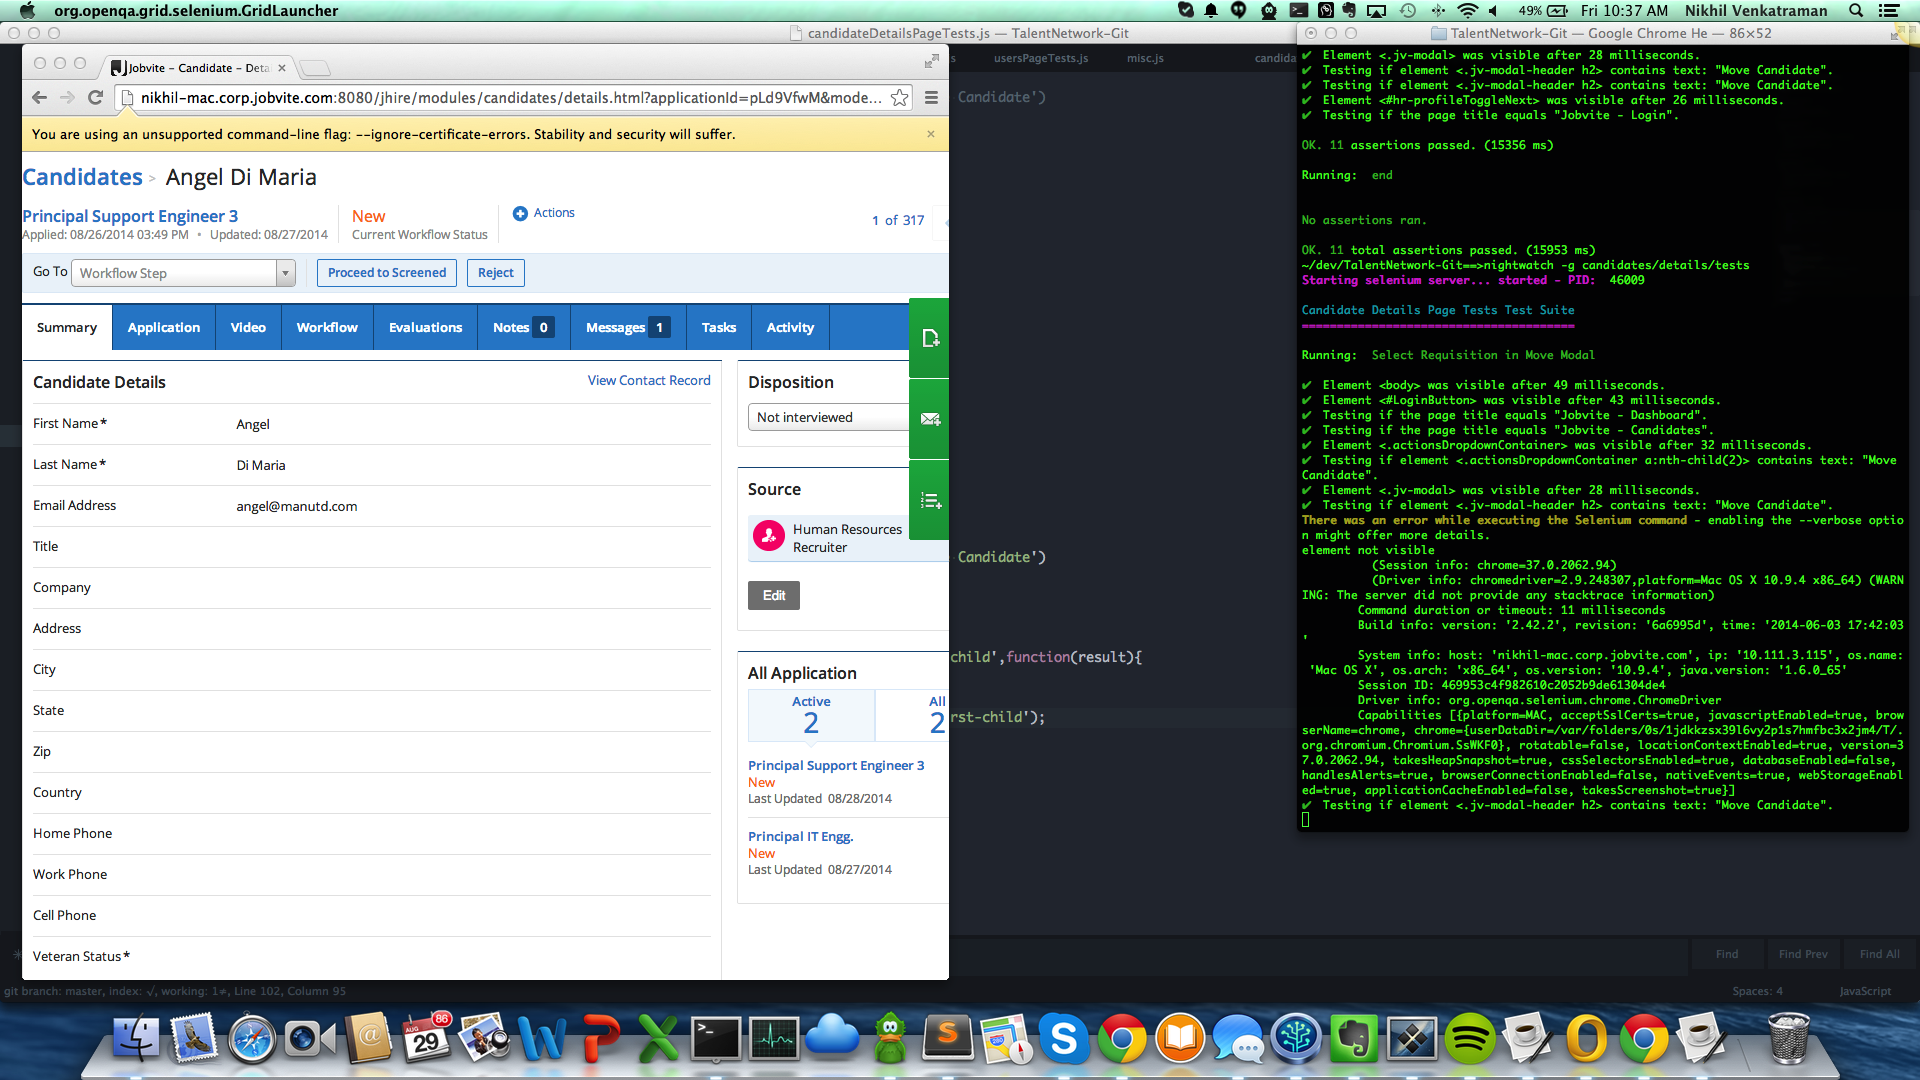 org.openqa.grid.selenium.GridLauncher
49%
Fri 10:37 AM
Nikhil Venkatraman
candidateDetailsPageTests.js — TalentNetwork-Git
usersPageTests.js
misc.js
Candidate')
Candidate')
child',function(result){
rst-child');
Find
Find Prev
Find All
git branch: master, index: √, working: 1≠, Line 102, Column 95
Spaces: 4
JavaScript
Jobvite - Candidate - Deta
nikhil-mac.corp.jobvite.com:8080/jhire/modules/candidates/details.html?applicationId=pLd9VfwM&mode...
You are using an unsupported command-line flag: --ignore-certificate-errors. Stability and security will suffer.
Candidates > Angel Di Maria
Principal Support Engineer 3
Applied: 08/26/2014 03:49 PM • Updated: 08/27/2014
New
Current Workflow Status
Actions
1 of 317
Go To
Workflow Step
Proceed to Screened
Reject
Summary
Application
Video
Workflow
Evaluations
Notes 0
Messages 1
Tasks
Activity
Candidate Details
View Contact Record
First Name* Angel
Last Name* Di Maria
Email Address angel@manutd.com
Title
Company
Address
City
State
Zip
Country
Home Phone
Work Phone
Cell Phone
Veteran Status*
Disposition
Not interviewed
Source
Human Resources
Recruiter
Edit
All Application
Active
2
All
2
Principal Support Engineer 3
New
Last Updated 08/28/2014
Principal IT Engg.
New
Last Updated 08/27/2014
TalentNetwork-Git — Google Chrome He — 86×52
✔ Element <.jv-modal> was visible after 28 milliseconds.
✔ Testing if element <.jv-modal-header h2> contains text: "Move Candidate".
✔ Testing if element <.jv-modal-header h2> contains text: "Move Candidate".
✔ Element <#hr-profileToggleNext> was visible after 26 milliseconds.
✔ Testing if the page title equals "Jobvite - Login".
OK. 11 assertions passed. (15356 ms)
Running: end
No assertions ran.
OK. 11 total assertions passed. (15953 ms)
~/dev/TalentNetwork-Git==>nightwatch -g candidates/details/tests
Starting selenium server... started - PID: 46009
Candidate Details Page Tests Test Suite
=======================================
Running: Select Requisition in Move Modal
✔ Element <body> was visible after 49 milliseconds.
✔ Element <#LoginButton> was visible after 43 milliseconds.
✔ Testing if the page title equals "Jobvite - Dashboard".
✔ Testing if the page title equals "Jobvite - Candidates".
✔ Element <.actionsDropdownContainer> was visible after 32 milliseconds.
✔ Testing if element <.actionsDropdownContainer a:nth-child(2)> contains text: "Move
Candidate".
✔ Element <.jv-modal> was visible after 28 milliseconds.
✔ Testing if element <.jv-modal-header h2> contains text: "Move Candidate".
There was an error while executing the Selenium command - enabling the --verbose optio
n might offer more details.
element not visible
(Session info: chrome=37.0.2062.94)
(Driver info: chromedriver=2.9.248307,platform=Mac OS X 10.9.4 x86_64) (WARN
ING: The server did not provide any stacktrace information)
Command duration or timeout: 11 milliseconds
Build info: version: '2.42.2', revision: '6a6995d', time: '2014-06-03 17:42:03
'
System info: host: 'nikhil-mac.corp.jobvite.com', ip: '10.111.3.115', os.name:
'Mac OS X', os.arch: 'x86_64', os.version: '10.9.4', java.version: '1.6.0_65'
Session ID: 469953c4f982610c2052b9de61304de4
Driver info: org.openqa.selenium.chrome.ChromeDriver
Capabilities [{platform=MAC, acceptSslCerts=true, javascriptEnabled=true, brow
serName=chrome, chrome={userDataDir=/var/folders/0s/1jdkkzsx39l6vy2p1s7hmfbc3x2jm4/T/.
org.chromium.Chromium.SsWKF0}, rotatable=false, locationContextEnabled=true, version=3
7.0.2062.94, takesHeapSnapshot=true, cssSelectorsEnabled=true, databaseEnabled=false,
handlesAlerts=true, browserConnectionEnabled=false, nativeEvents=true, webStorageEnabl
ed=true, applicationCacheEnabled=false, takesScreenshot=true}]
✔ Testing if element <.jv-modal-header h2> contains text: "Move Candidate".
AUG
29
86